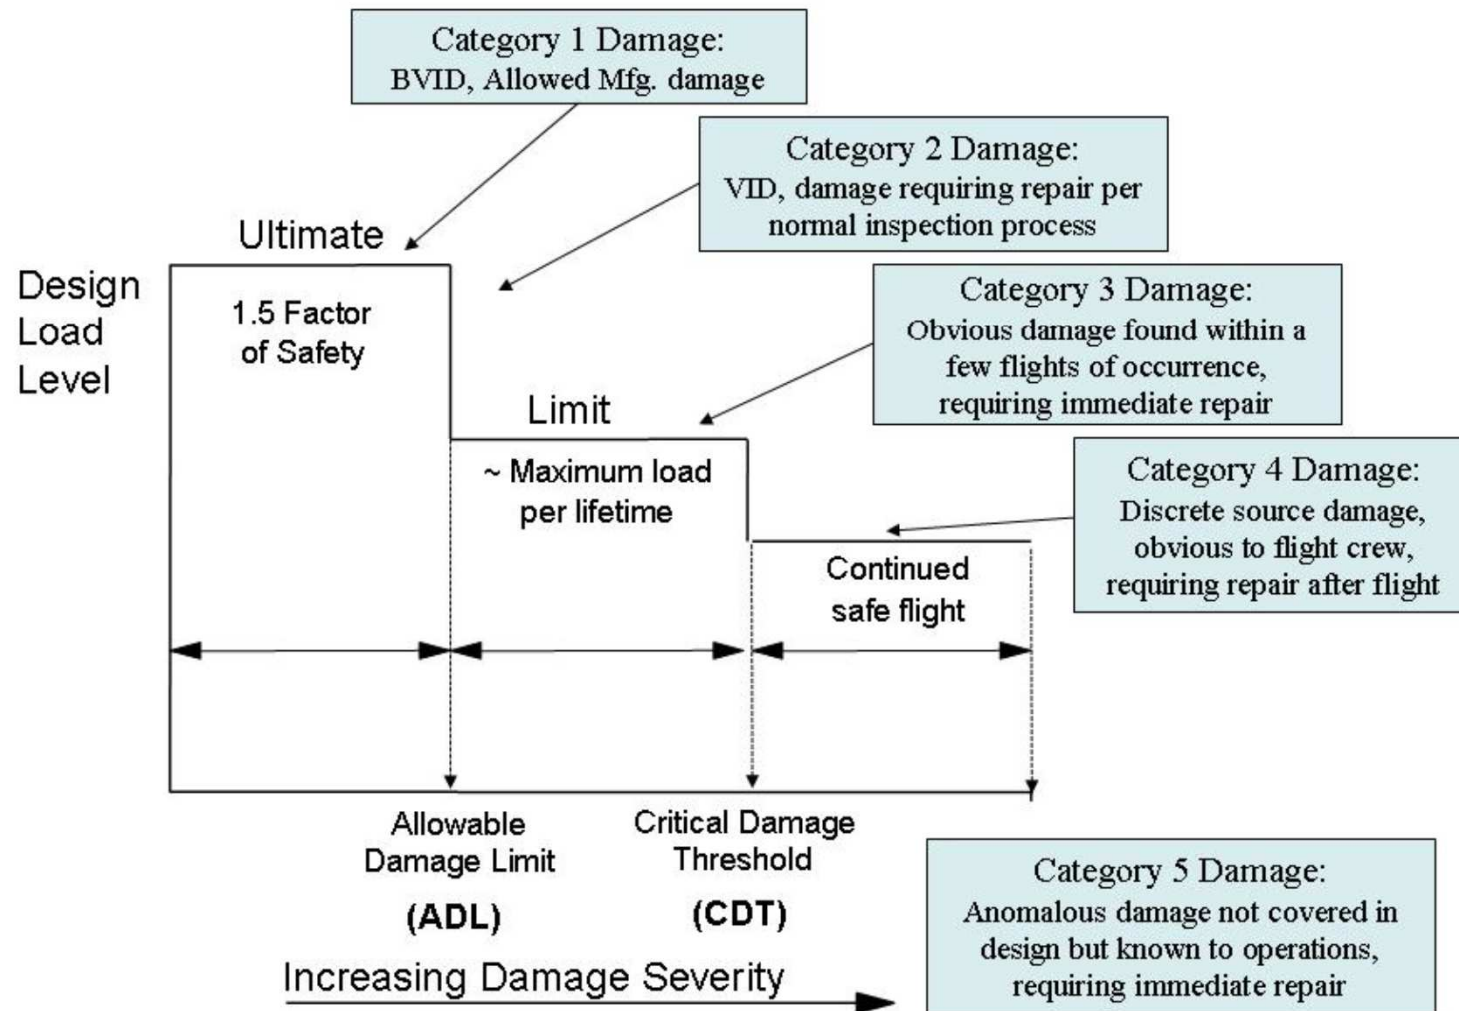 Category 1 Damage:
BVID, Allowed Mfg. damage
Category 2 Damage:
VID, damage requiring repair per
normal inspection process
Ultimate
Design
Load
Level
1.5 Factor
of Safety
Category 3 Damage:
Obvious damage found within a
few flights of occurrence,
requiring immediate repair
Limit
~ Maximum load
per lifetime
Category 4 Damage:
Discrete source damage,
obvious to flight crew,
requiring repair after flight
Continued
safe flight
Allowable
Damage Limit
(ADL)
Critical Damage
Threshold
(CDT)
Category 5 Damage:
Anomalous damage not covered in
design but known to operations,
requiring immediate repair
Increasing Damage Severity